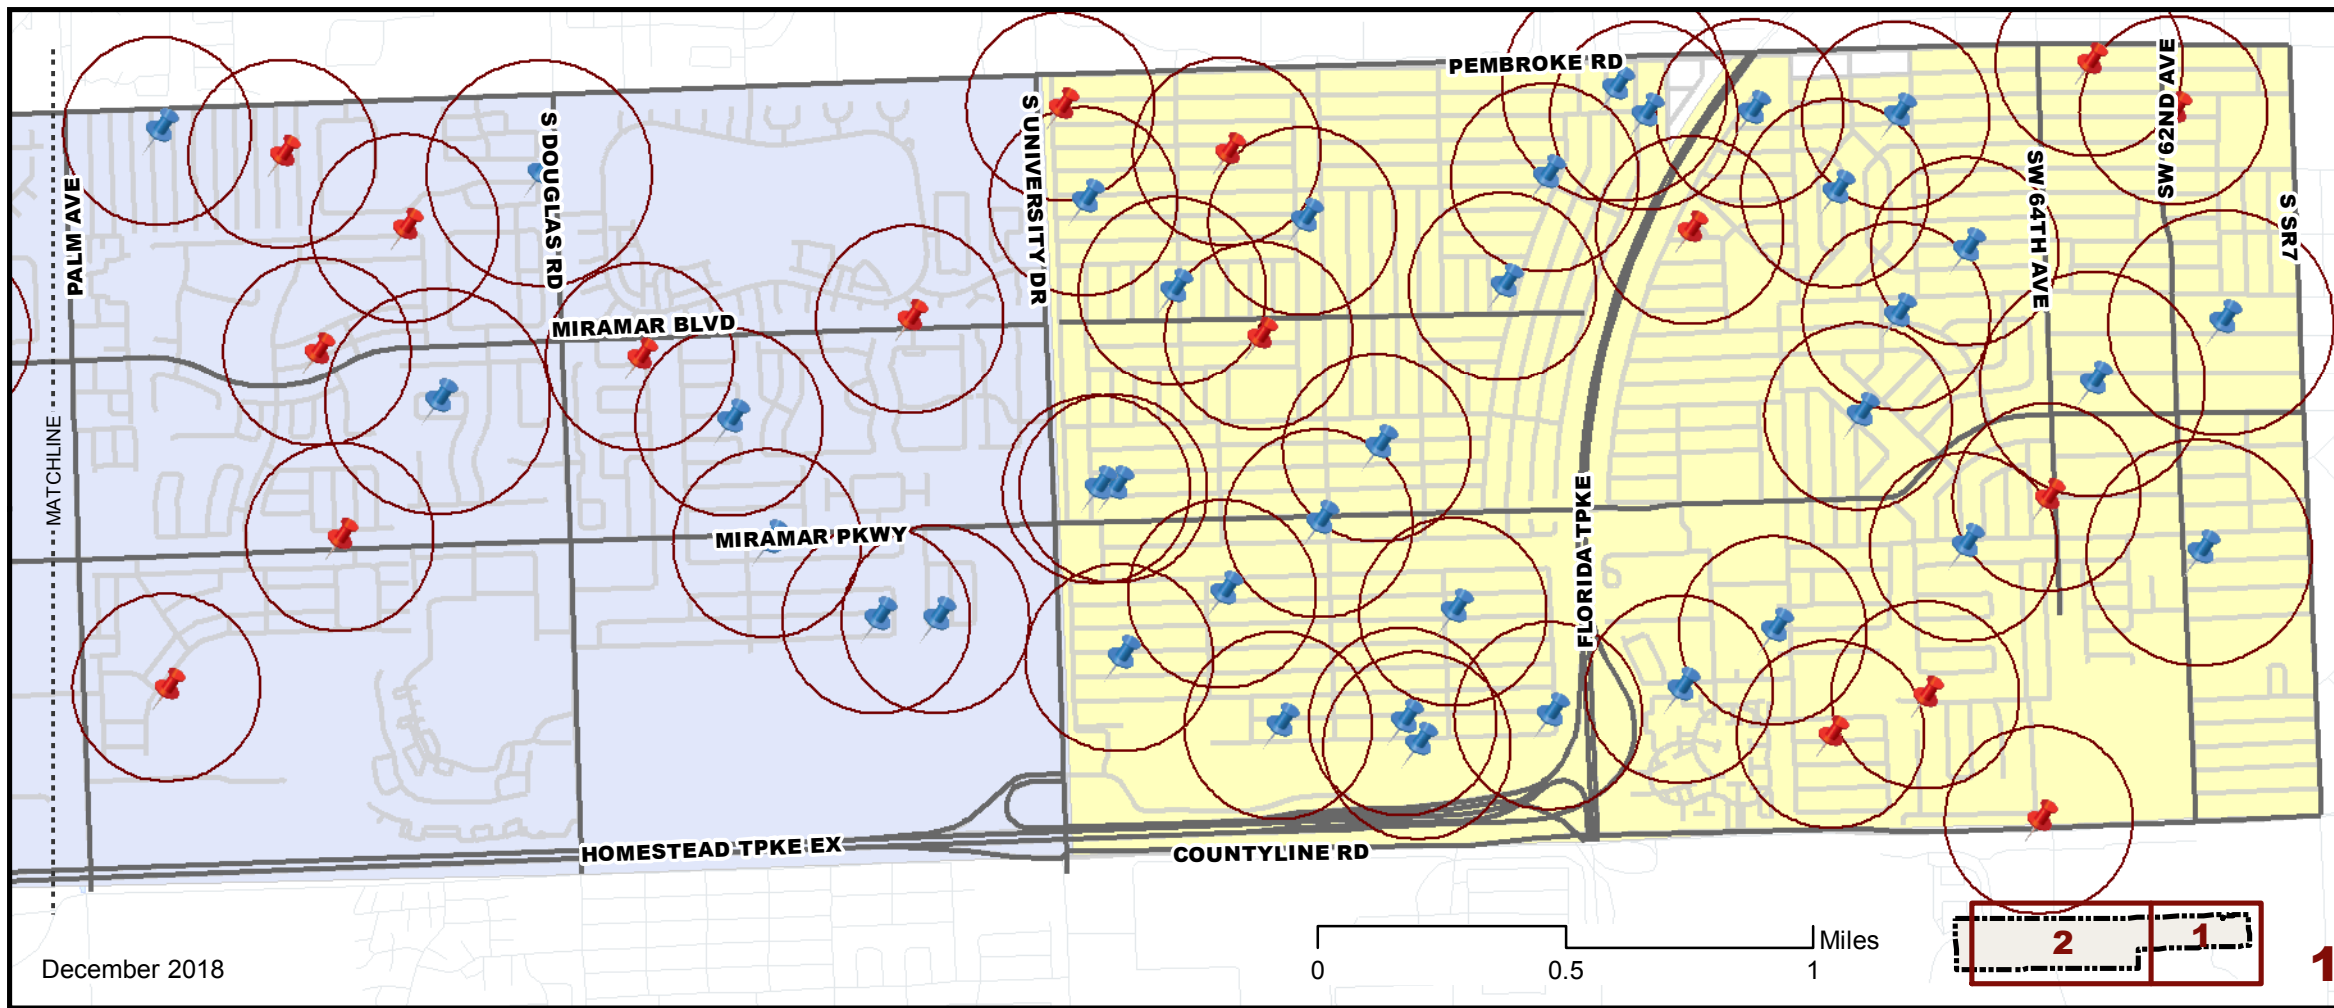 PEMBROKE RD
SW 62ND AVE
S UNIVERSITY DR
S DOUGLAS RD
SW 64TH AVE
PALM AVE
S SR7
MIRAMAR BLVD
MATCHLINE
MIRAMAR PKWY
FLORIDA TPKE
HOMESTEAD TPKE EX
COUNTYLINE RD
Miles
0 0.5 1
December 2018
2 1
1